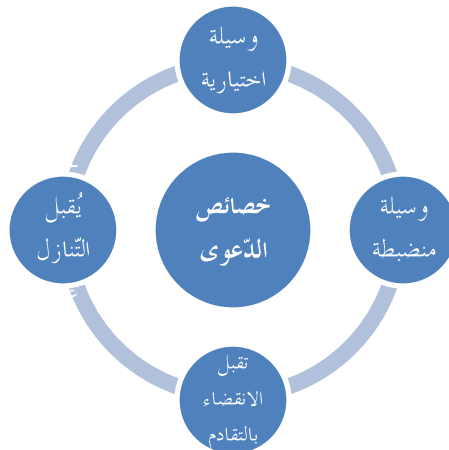 وسيلة
اختيارية
خصائص
الدّعوى
وسيلة
منضبطة
يُقبل
التّنازل
تقبل
الانقضاء
بالتقادم